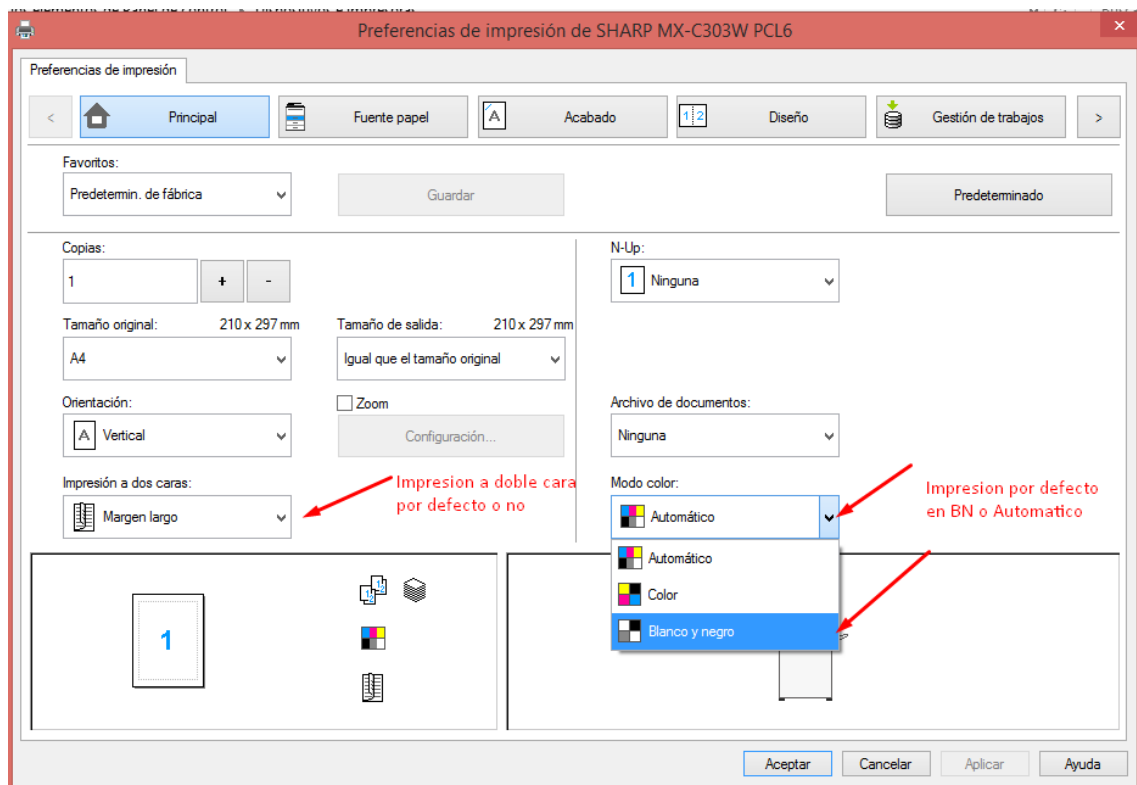 Preferencias de impresión de SHARP MX-C303W PCL6
Preferencias de impresión
Principal
Fuente papel
Acabado
Diseño
Gestión de trabajos
Favoritos:
Predetermin. de fábrica
Guardar
Predeterminado
Copias:
1
+
-
N-Up:
1 Ninguna
Tamaño original: 210 x 297 mm
Tamaño de salida: 210 x 297 mm
A4
Igual que el tamaño original
Orientación:
A Vertical
Zoom
Configuración...
Archivo de documentos:
Ninguna
Impresión a dos caras:
Margen largo
Impresion a doble cara
por defecto o no
Modo color:
Automático
Impresion por defecto
en BN o Automatico
Automático
Color
Blanco y negro
1
Aceptar
Cancelar
Aplicar
Ayuda